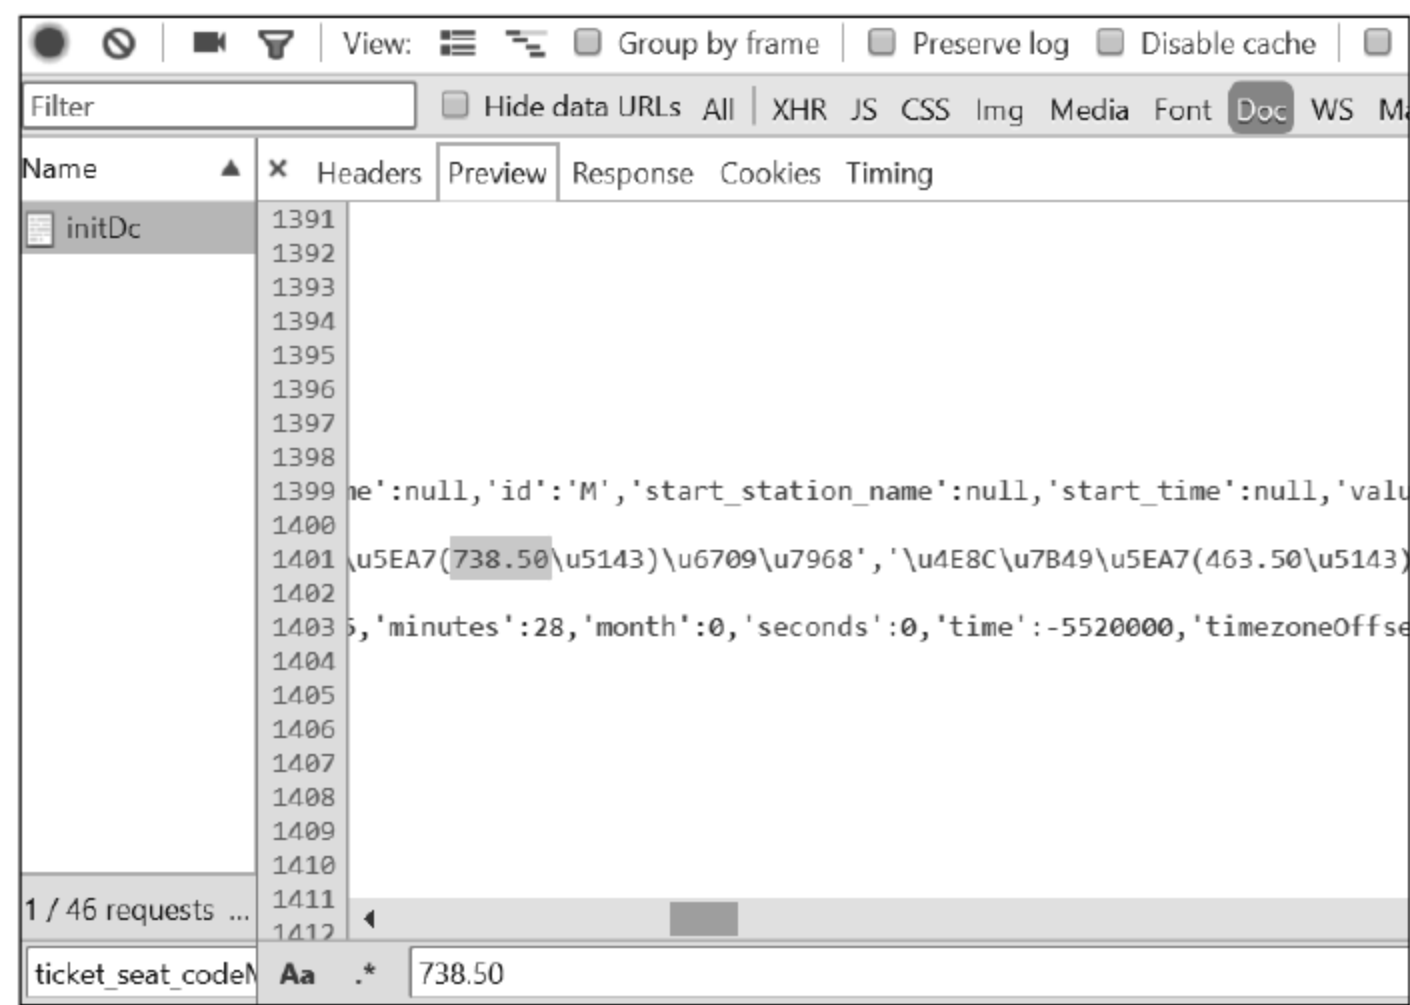 View: Group by frame Preserve log Disable cache
Filter Hide data URLs All XHR JS CSS Img Media Font Doc WS
Name Headers Preview Response Cookies Timing
initDc
1391
1392
1393
1394
1395
1396
1397
1398
1399 me':null,'id':'M','start_station_name':null,'start_time':null,'valu
1400
1401 \u5EA7(738.50\u5143)\u6709\u7968','\u4E8C\u7B49\u5EA7(463.50\u5143)
1402
1403 5,'minutes':28,'month':0,'seconds':0,'time':-5520000,'timezoneOffse
1404
1405
1406
1407
1408
1409
1410
1411
1412
1 / 46 requests ...
ticket_seat_codeM Aa .* 738.50